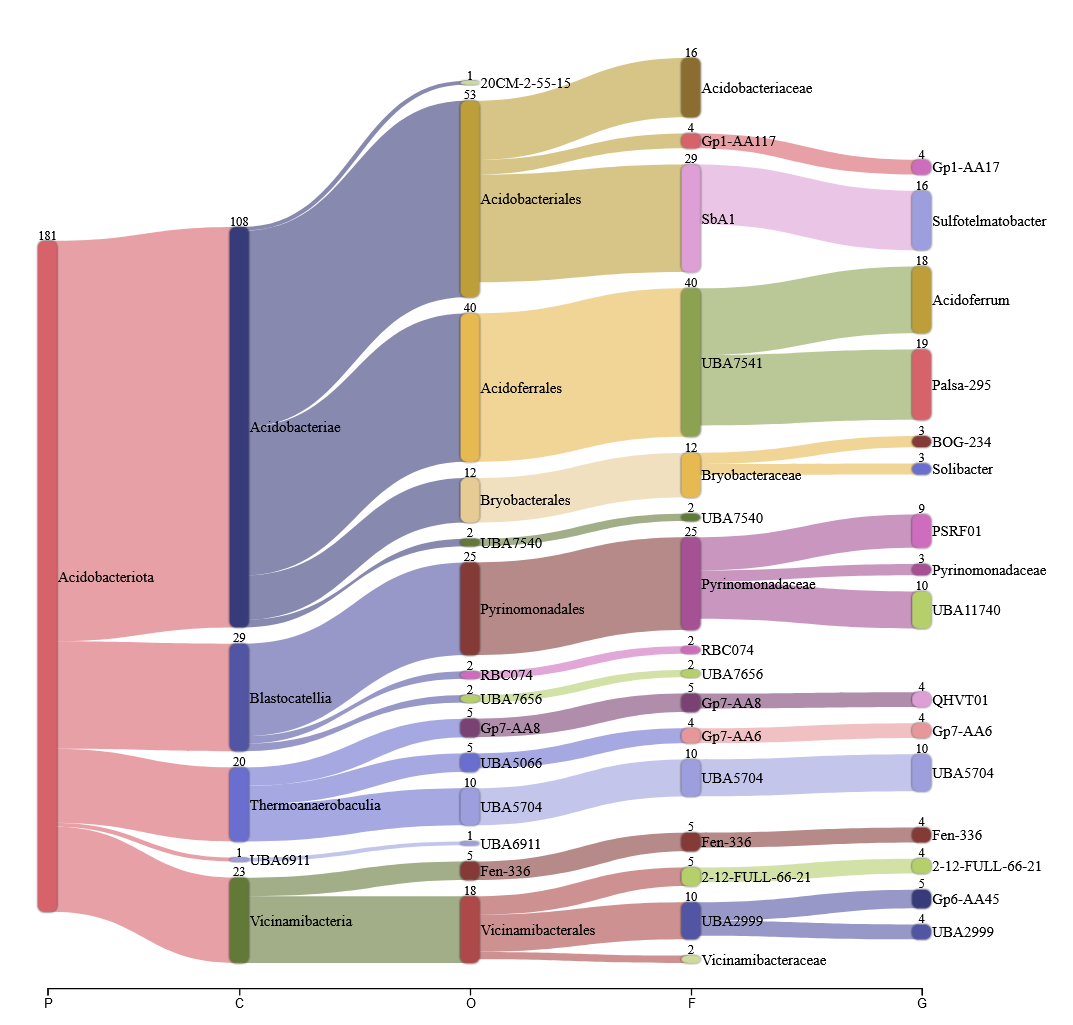 181
Acidobacteriota
108
Acidobacteriae
29
Blastocatellia
20
Thermoanaerobaculia
1
UBA6911
23
Vicinamibacteria
1
20CM-2-55-15
53
Acidobacteriales
40
Acidoferrales
12
Bryobacterales
2
UBA7540
25
Pyrinomonadales
2
RBC074
2
UBA7656
5
Gp7-AA8
5
UBA5066
10
UBA5704
1
UBA6911
5
Fen-336
18
Vicinamibacterales
16
Acidobacteriaceae
4
Gp1-AA117
29
SbA1
40
UBA7541
12
Bryobacteraceae
2
UBA7540
25
Pyrinomonadaceae
2
RBC074
2
UBA7656
5
Gp7-AA8
4
Gp7-AA6
10
UBA5704
5
Fen-336
5
2-12-FULL-66-21
10
UBA2999
2
Vicinamibacteraceae
4
Gp1-AA17
16
Sulfotelmatobacter
18
Acidoferrum
19
Palsa-295
3
BOG-234
3
Solibacter
9
PSRF01
3
Pyrinomonadaceae
10
UBA11740
4
QHVT01
4
Gp7-AA6
10
UBA5704
4
Fen-336
4
2-12-FULL-66-21
5
Gp6-AA45
4
UBA2999
P C O F G